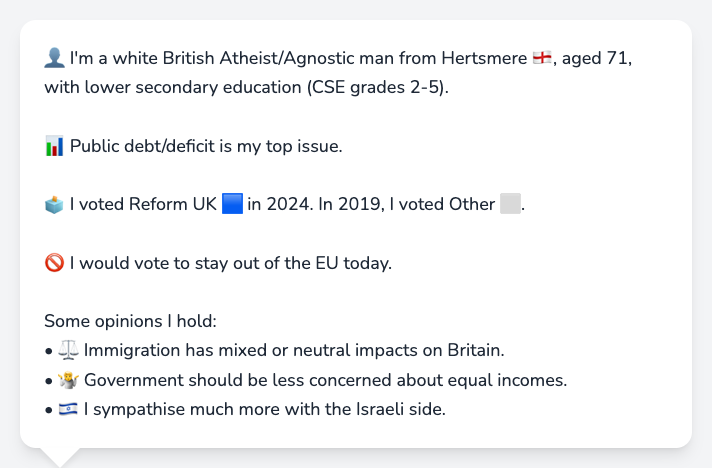 👤 I'm a white British Atheist/Agnostic man from Hertsmere 🏴󠁧󠁢󠁥󠁮󠁧󠁿, aged 71,
with lower secondary education (CSE grades 2-5).
📊 Public debt/deficit is my top issue.
🗳️ I voted Reform UK 🟦 in 2024. In 2019, I voted Other ⬜.
🚫 I would vote to stay out of the EU today.
Some opinions I hold:
• ⚖️ Immigration has mixed or neutral impacts on Britain.
• 🤷 Government should be less concerned about equal incomes.
• 🇮🇱 I sympathise much more with the Israeli side.